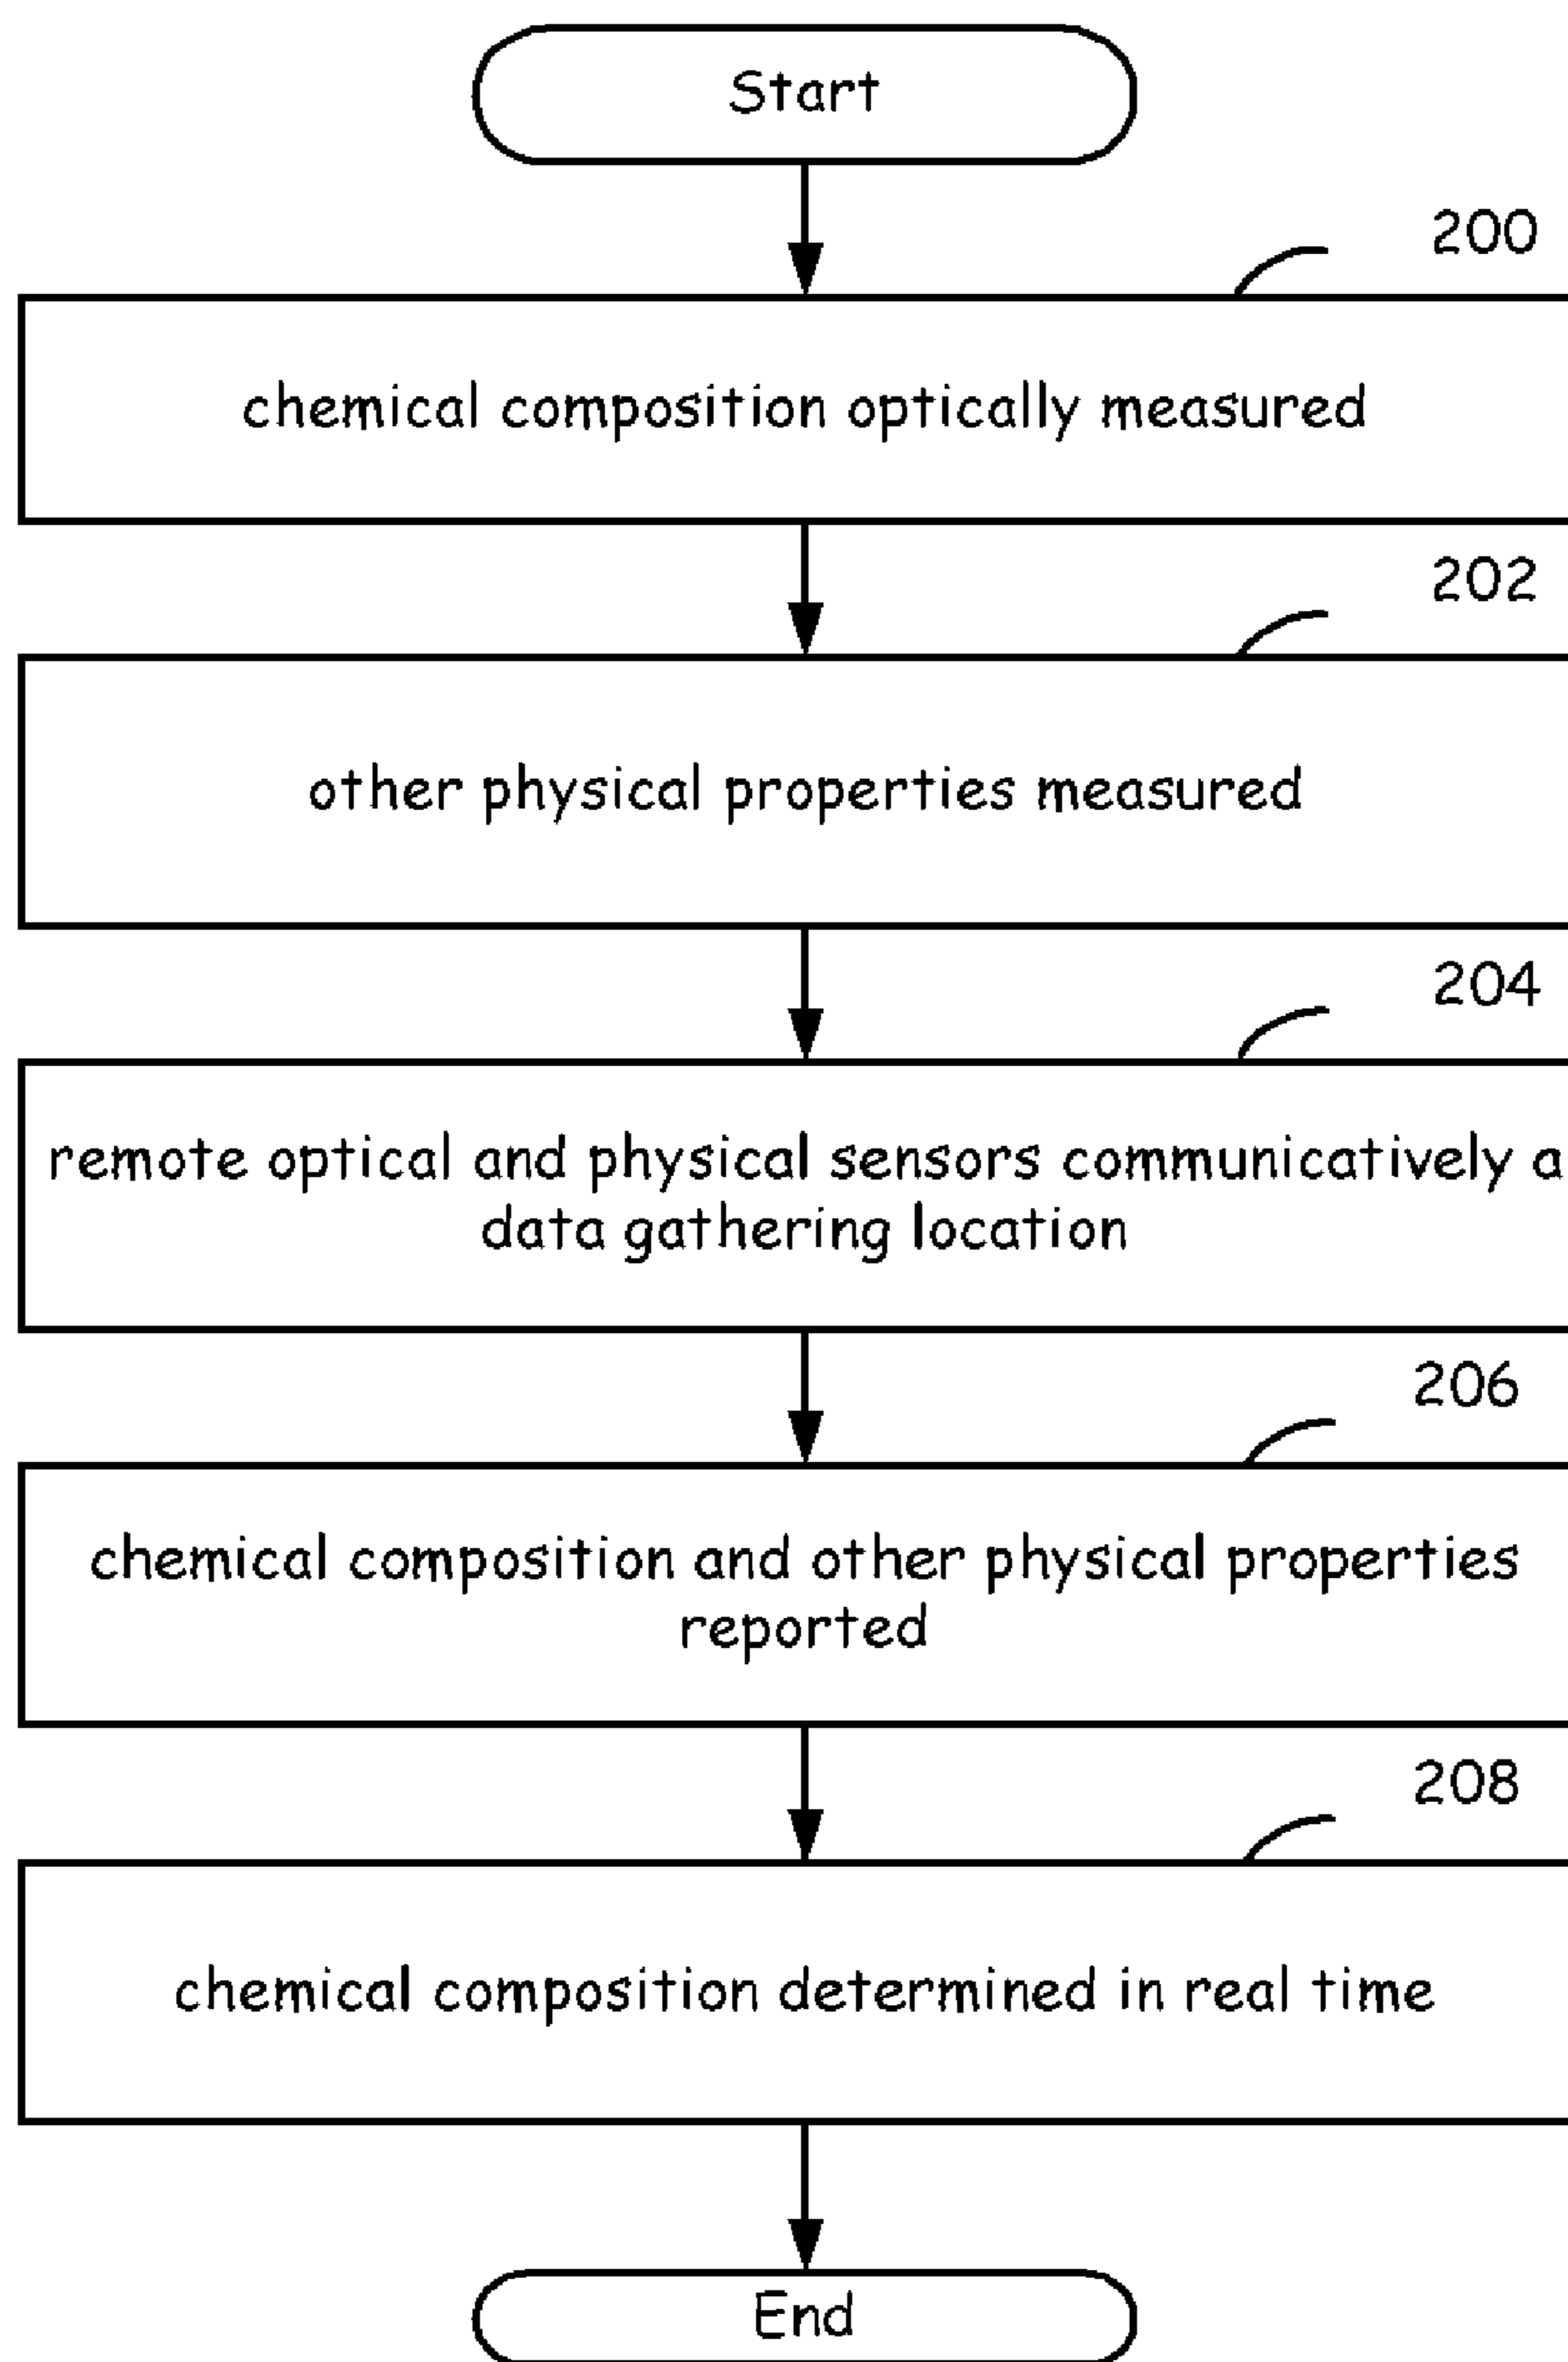 Start
200
chemical composition optically measured
202
other physical properties measured
204
remote optical and physical sensors communicatively a
data gathering location
206
chemical composition and other physical properties
reported
208
chemical composition determined in real time
End